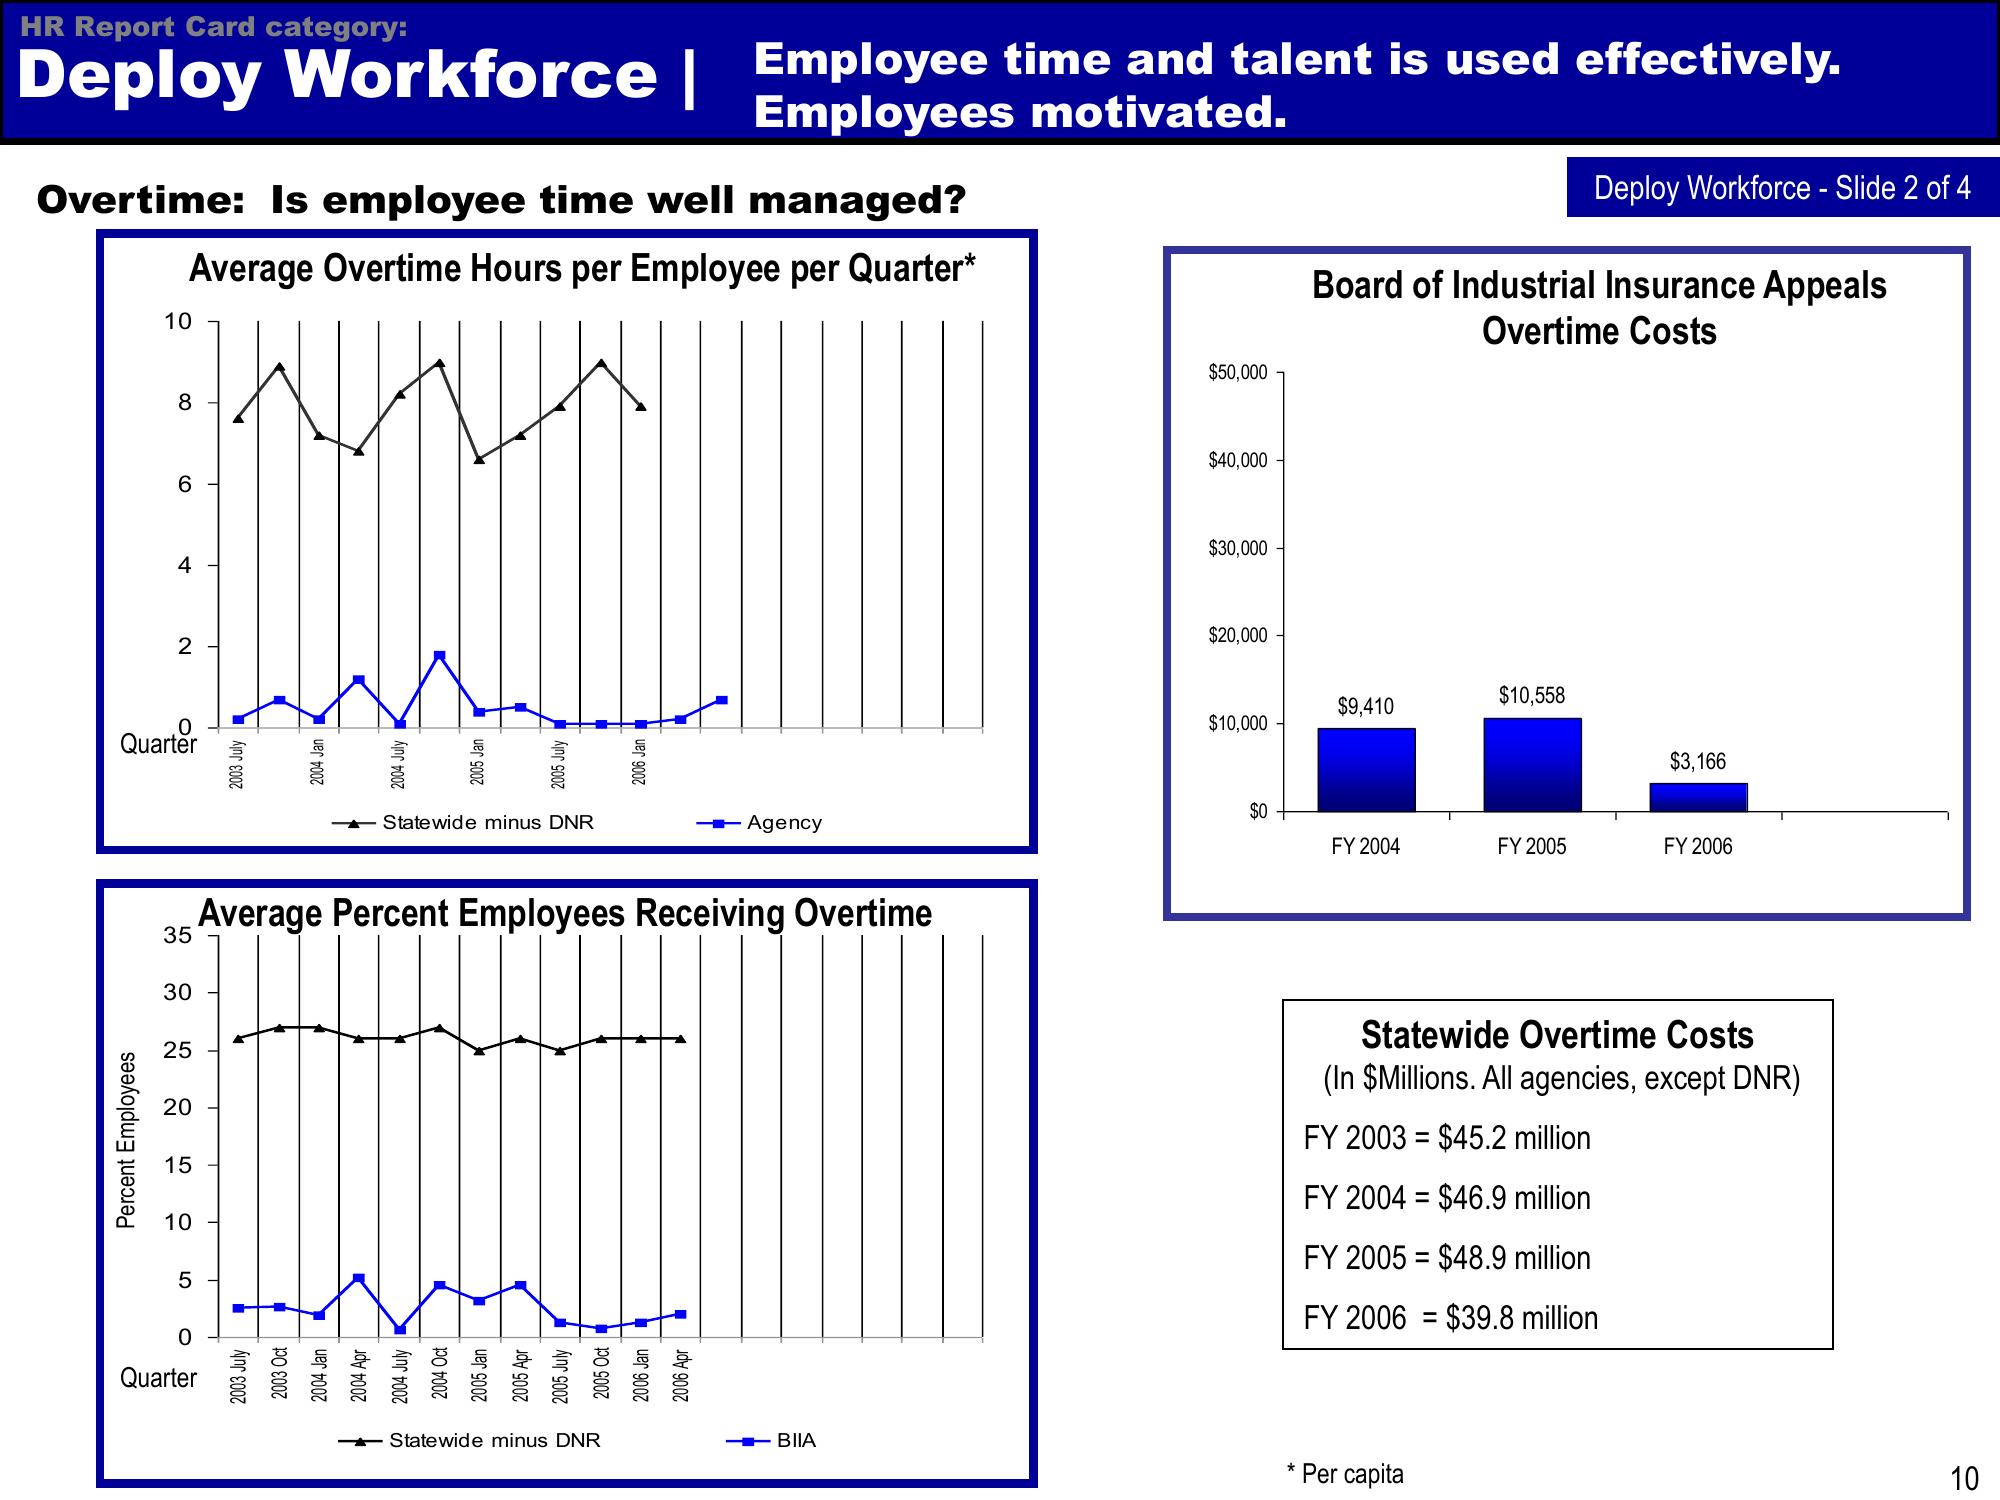 HR Report Card category:
Deploy Workforce |
Employee time and talent is used effectively.
Employees motivated.
Deploy Workforce - Slide 2 of 4
Overtime:  Is employee time well managed?
Average Overtime Hours per Employee per Quarter*
10
8
6
4
2
0
Quarter
2003 July
2004 Jan
2004 July
2005 Jan
2005 July
2006 Jan
Statewide minus DNR
Agency
Board of Industrial Insurance Appeals
Overtime Costs
$50,000
$40,000
$30,000
$20,000
$10,000
$0
$9,410
$10,558
$3,166
FY 2004
FY 2005
FY 2006
Average Percent Employees Receiving Overtime
Percent Employees
35
30
25
20
15
10
5
0
Quarter
2003 July
2003 Oct
2004 Jan
2004 Apr
2004 July
2004 Oct
2005 Jan
2005 Apr
2005 July
2005 Oct
2006 Jan
2006 Apr
Statewide minus DNR
BIIA
Statewide Overtime Costs
(In $Millions. All agencies, except DNR)
FY 2003 = $45.2 million
FY 2004 = $46.9 million
FY 2005 = $48.9 million
FY 2006  = $39.8 million
* Per capita
10